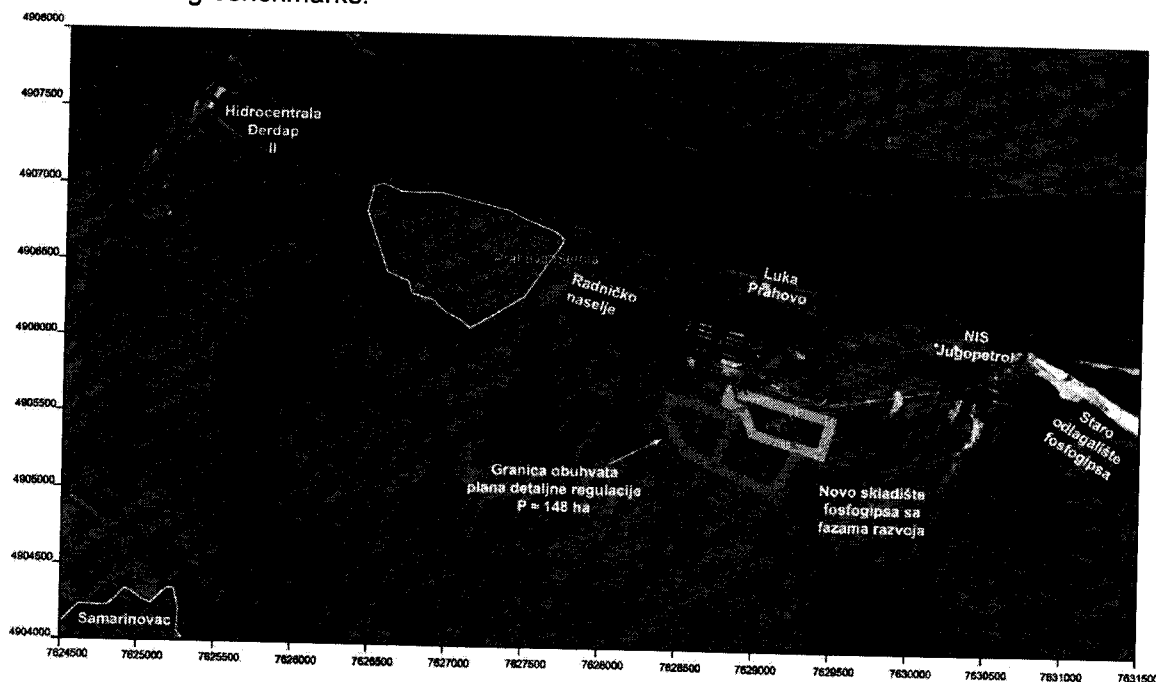 g benchmarks.
4908000
4907500
4907000
4906500
4906000
4905500
4905000
4904500
4904000
Hidrocentrala
Đerdap
II
Radničko
naselje
Luka
Prahovo
NIS
"Jugopetrol"
Staro
odlagalište
fosfogipsa
Granica obuhvata
plana detaljne regulacije
P = 148 ha
Novo skladište
fosfogipsa sa
fazama razvoja
Samarinovac
7624500 7625000 7625500 7626000 7626500 7627000 7627500 7628000 7628500 7629000 7629500 7630000 7630500 7631000 7631500